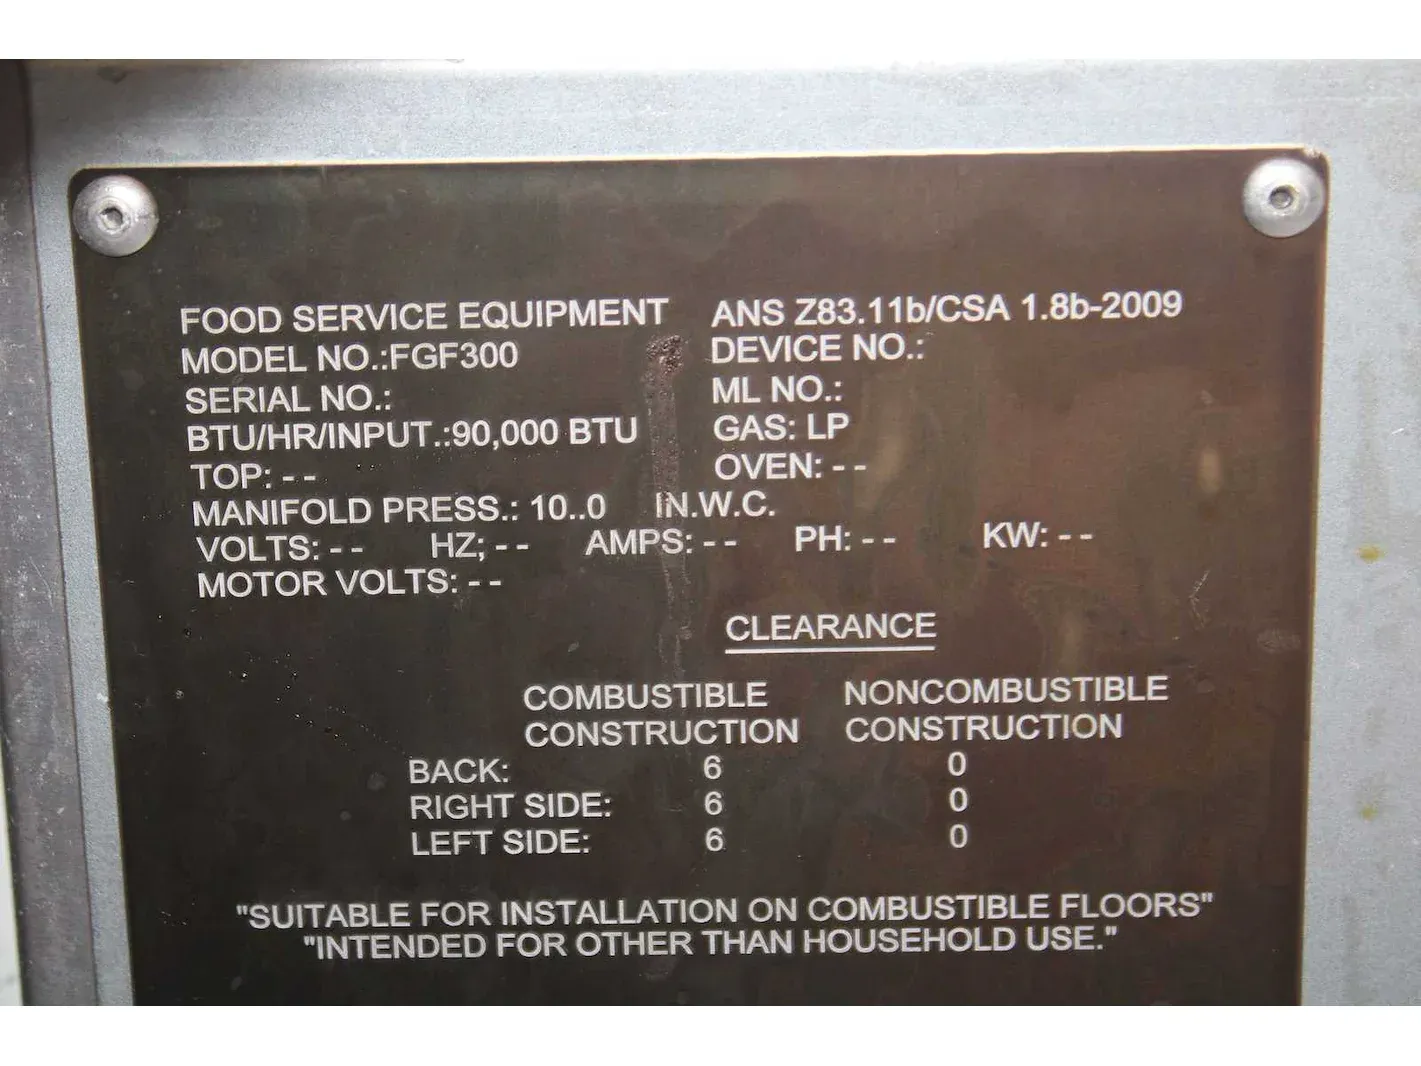 FOOD SERVICE EQUIPMENT ANS Z83.11b/CSA 1.8b-2009
MODEL NO.:FGF300 DEVICE NO.:
SERIAL NO.: ML NO.:
BTU/HR/INPUT.:90,000 BTU GAS: LP
TOP: - - OVEN: - -
MANIFOLD PRESS.: 10..0 IN.W.C.
VOLTS: - - HZ; - - AMPS: - - PH: - - KW: - -
MOTOR VOLTS: - -
CLEARANCE
COMBUSTIBLE NONCOMBUSTIBLE
CONSTRUCTION CONSTRUCTION
BACK: 6 0
RIGHT SIDE: 6 0
LEFT SIDE: 6 0
"SUITABLE FOR INSTALLATION ON COMBUSTIBLE FLOORS"
"INTENDED FOR OTHER THAN HOUSEHOLD USE."